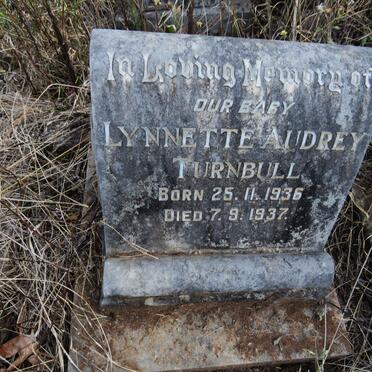 In Loving Memory of
OUR BABY
LYNNETTE AUDREY
TURNBULL
BORN 25. 11. 1936
DIED 7. 9. 1937.